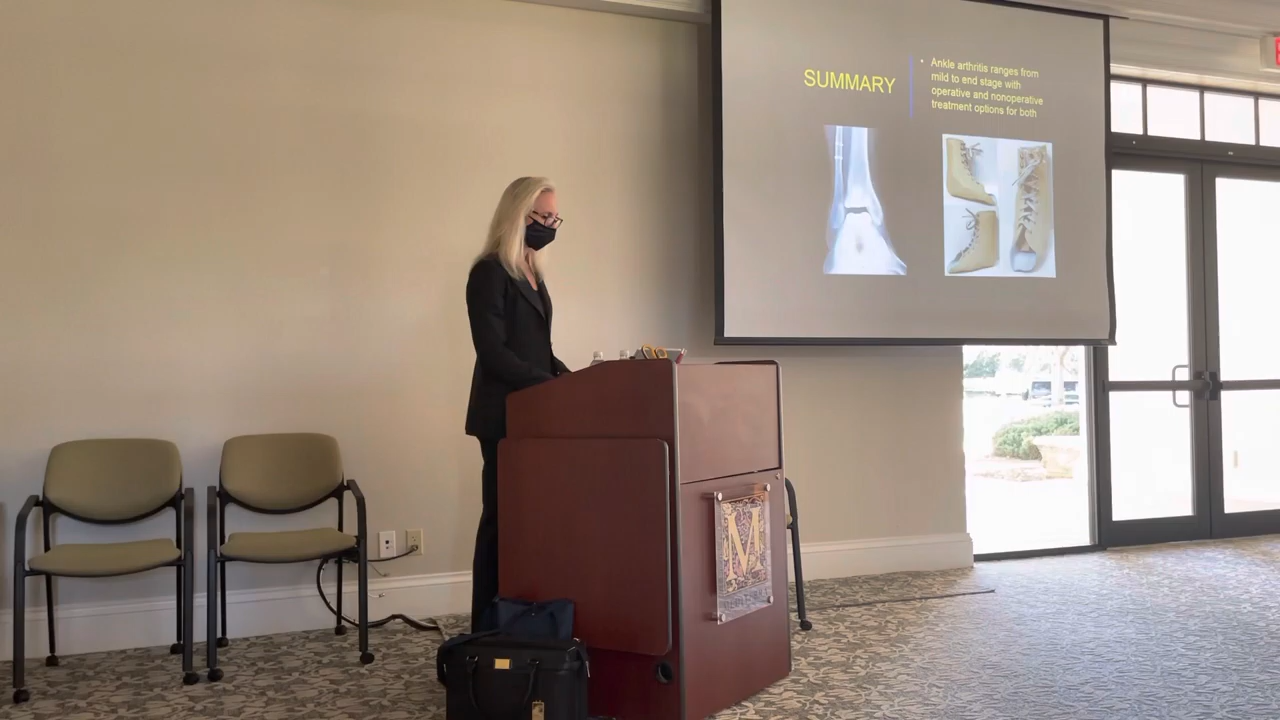 SUMMARY
• Ankle arthritis ranges from
mild to end stage with
operative and nonoperative
treatment options for both
M